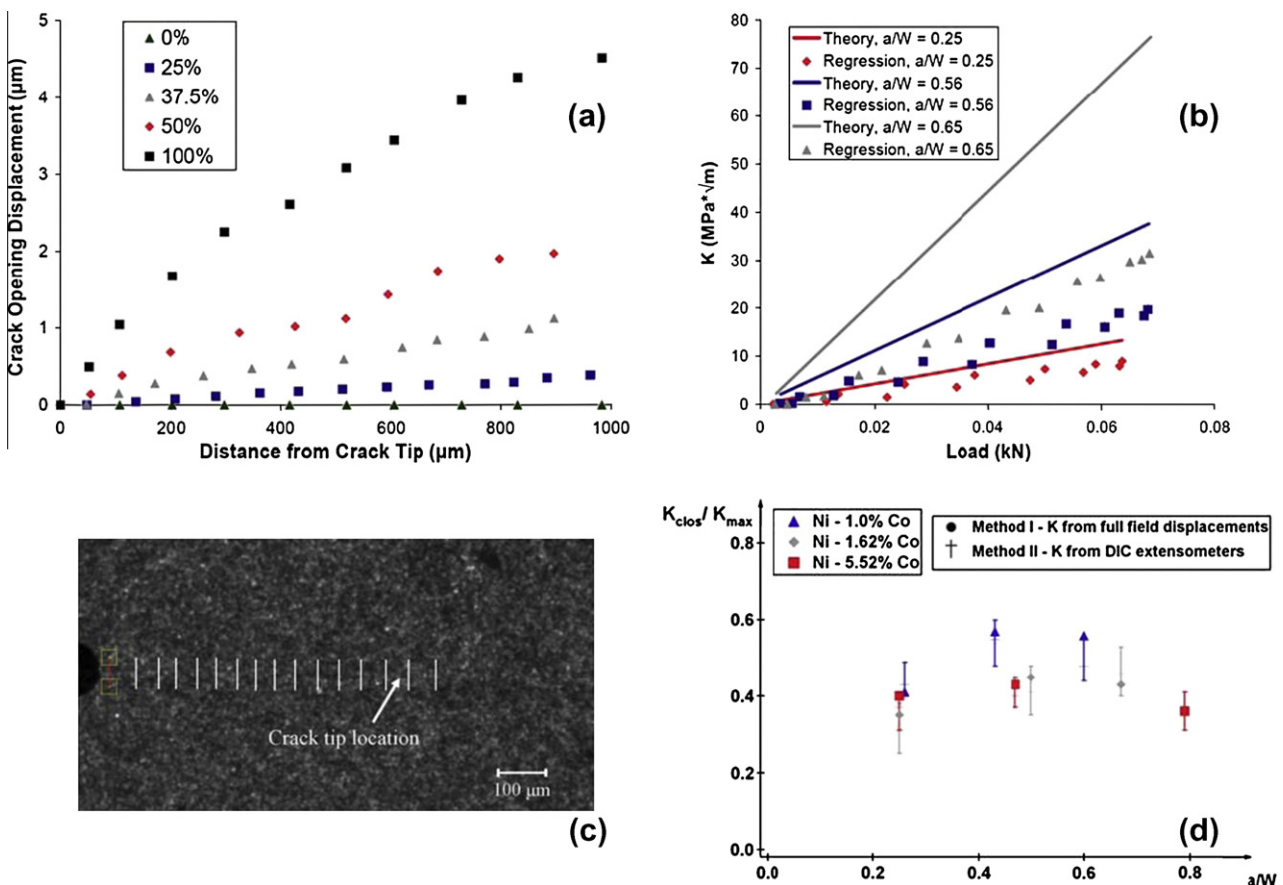 5
4
3
2
1
0
Crack Opening Displacement (µm)
0%
25%
37.5%
50%
100%
(a)
0 200 400 600 800 1000
Distance from Crack Tip (µm)
80
70
60
50
40
30
20
10
0
K (MPa*√m)
Theory, a/W = 0.25
Regression, a/W = 0.25
Theory, a/W = 0.56
Regression, a/W = 0.56
Theory, a/W = 0.65
Regression, a/W = 0.65
(b)
0 0.02 0.04 0.06 0.08
Load (kN)
Crack tip location
100 µm
(c)
Kclos/ Kmax
0.8
0.6
0.4
0.2
0.0
Ni - 1.0% Co
Ni - 1.62% Co
Ni - 5.52% Co
Method I - K from full field displacements
Method II - K from DIC extensometers
(d)
0.0 0.2 0.4 0.6 0.8
a/W